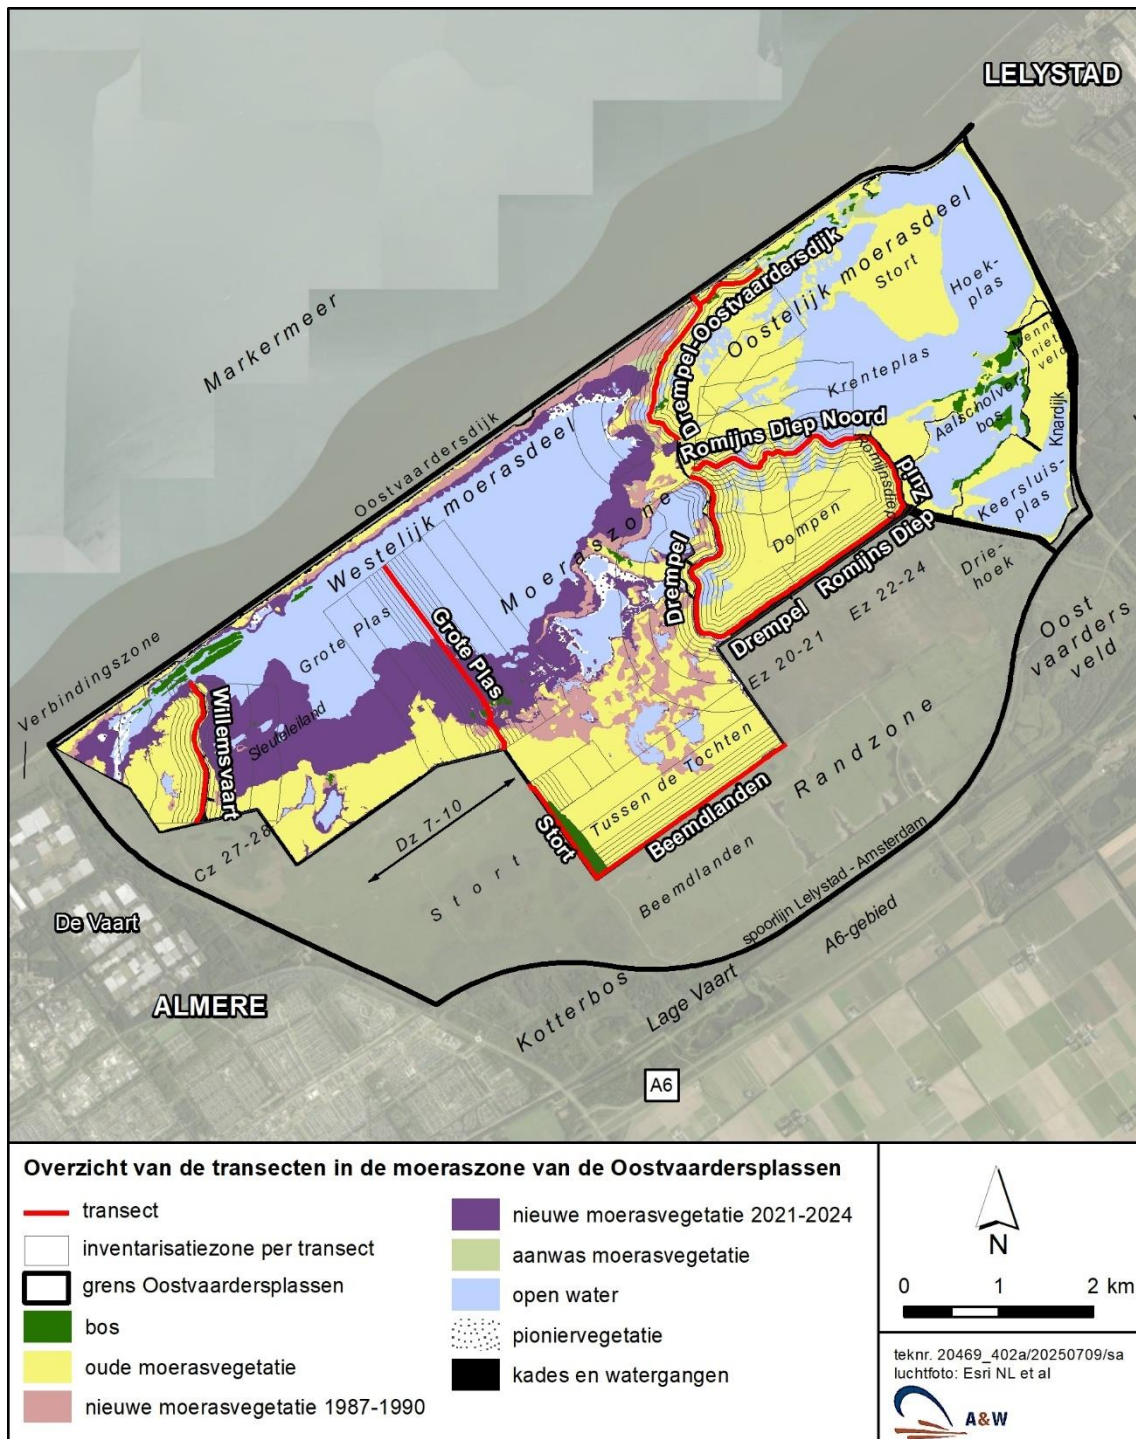 LELYSTAD
Markermeer
Drempel-Oostvaardersdijk
Oostelijk moerasdeel
Stort
Hoek-
plas
Krenteplas
niet
veld
Aalscholver
bos
Knardijk
Oostvaardersdijk
Westelijk moerasdeel
Moeraszone
Romijns Diep Noord
Romijnsdiep
Zuid
Keersluis-
plas
Dompen
Drempel
Drempel Romijns Diep
Drie-
hoek
Ez 22-24
Ez 20-21
Oost
vaarders
veld
Verbindingszone
Grote Plas
Grote Plas
Willemsvaart
Sleuteleiland
Tussen de Tochten
Randzone
Beemdlanden
Stort
Cz 27-28
Dz 7-10
Stort
Beemdlanden
spoorlijn Lelystad - Amsterdam
A6-gebied
De Vaart
ALMERE
Kotterbos
Lage Vaart
A6
Overzicht van de transecten in de moeraszone van de Oostvaardersplassen
transect
inventarisatiezone per transect
grens Oostvaardersplassen
bos
oude moerasvegetatie
nieuwe moerasvegetatie 1987-1990
nieuwe moerasvegetatie 2021-2024
aanwas moerasvegetatie
open water
pioniervegetatie
kades en watergangen
N
0 1 2 km
teknr. 20469_402a/20250709/sa
luchtfoto: Esri NL et al
A&W